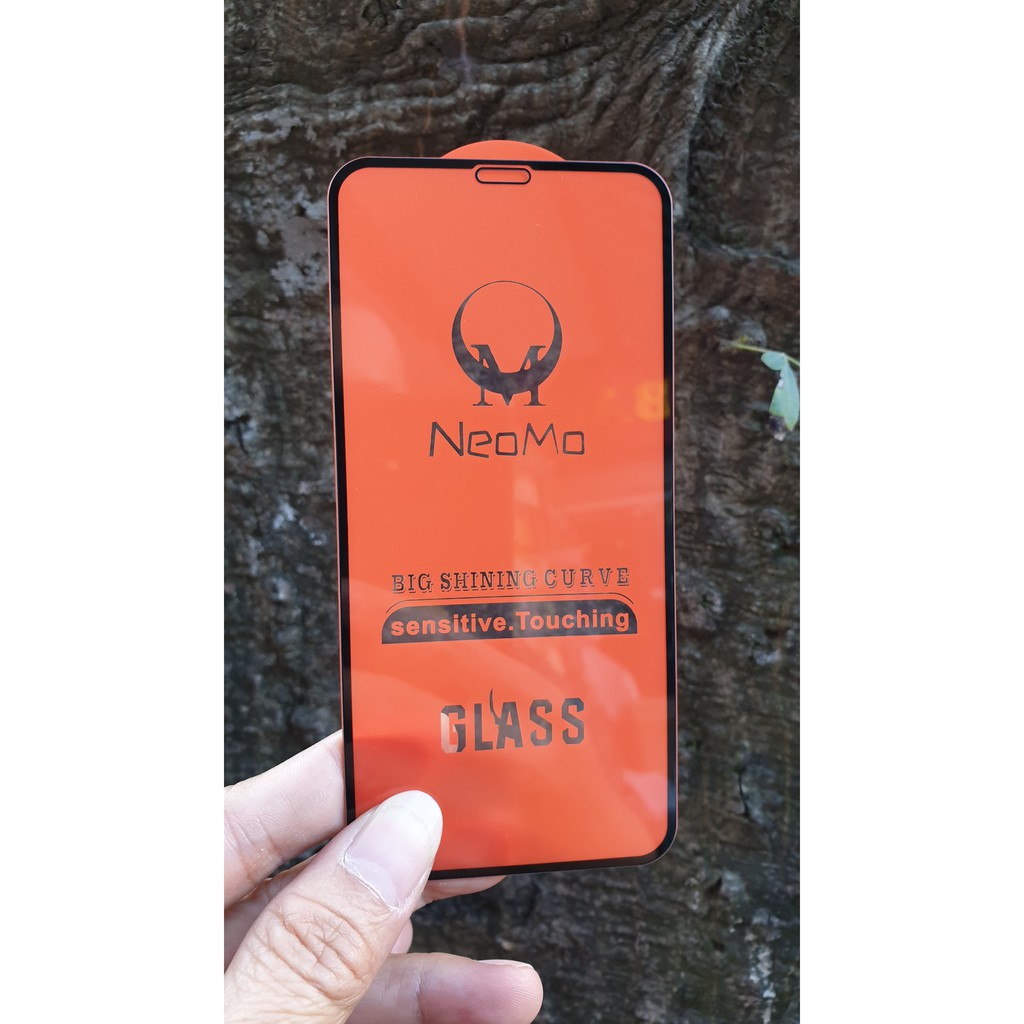 M
NeoMo
BIG SHINING CURVE
sensitive.Touching
GLASS